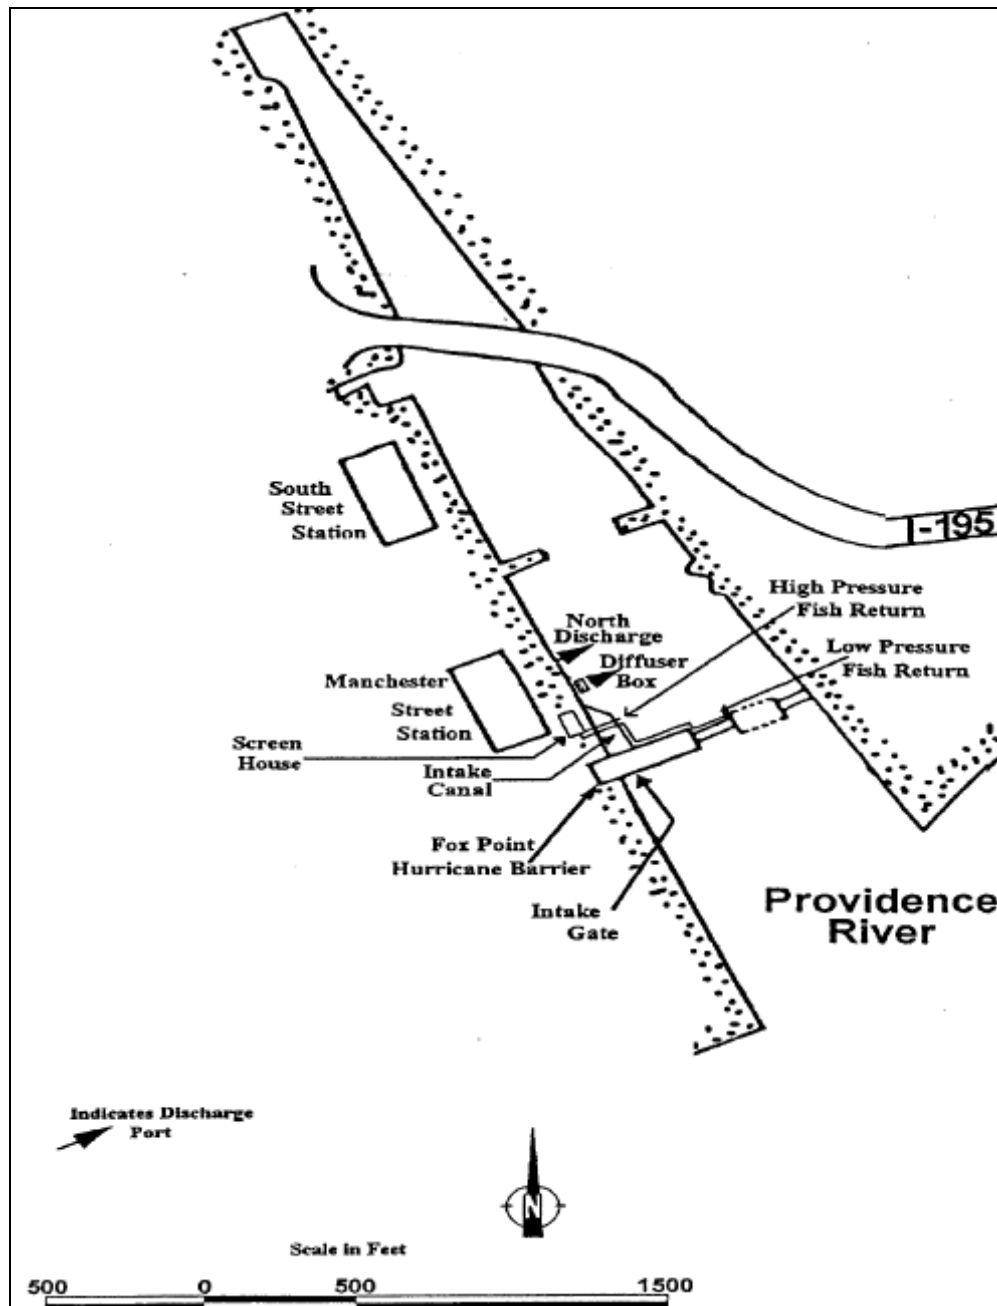 South
Street
Station
I-195
High Pressure
Fish Return
North
Discharge
Low Pressure
Fish Return
Diffuser
Box
Manchester
Street
Station
Screen
House
Intake
Canal
Fox Point
Hurricane Barrier
Intake
Gate
Providence
River
Indicates Discharge
Port
N
Scale in Feet
500 0 500 1500